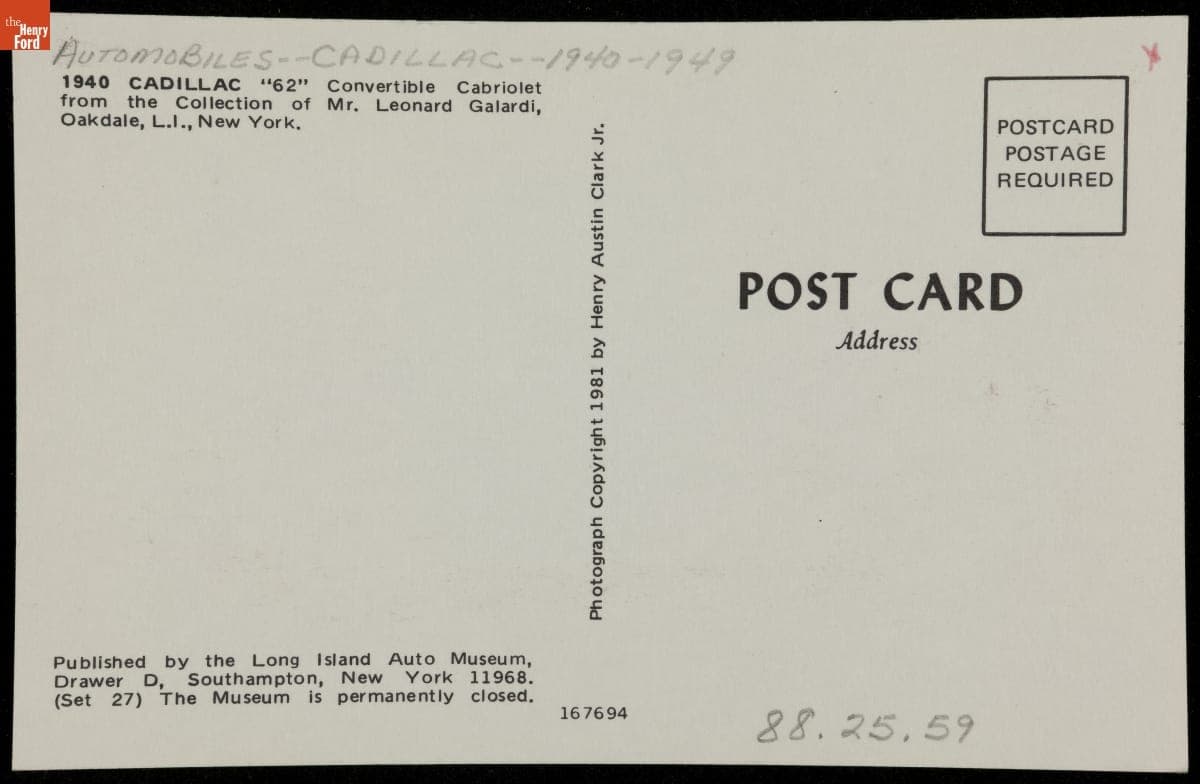 the
Henry
Ford
AUTOMOBILES--CADILLAC--1940-1949
1940 CADILLAC “62” Convertible Cabriolet
from the Collection of Mr. Leonard Galardi,
Oakdale, L.I., New York.
Photograph Copyright 1981 by Henry Austin Clark Jr.
POSTCARD
POSTAGE
REQUIRED
POST CARD
Address
Published by the Long Island Auto Museum,
Drawer D, Southampton, New York 11968.
(Set 27) The Museum is permanently closed.
167694
88.25.59